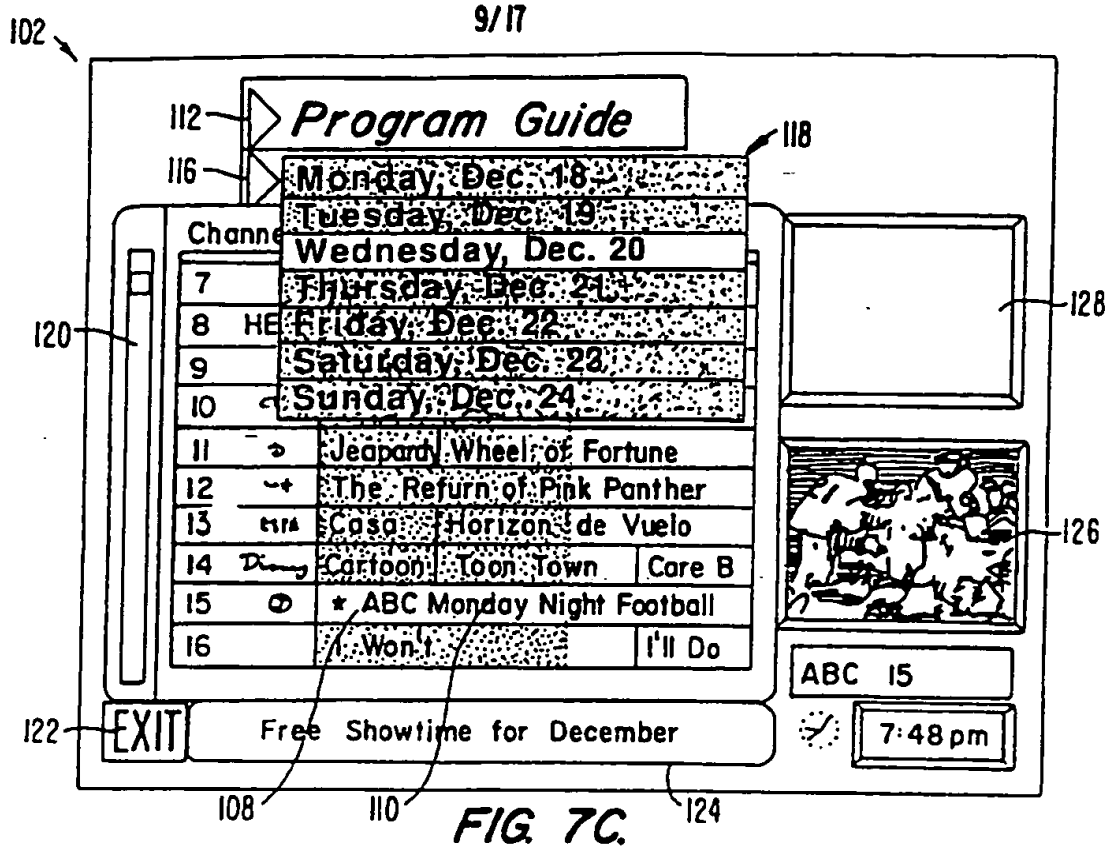 9/17
102
112
Program Guide
118
116
Monday, Dec. 18
Tuesday, Dec. 19
Channe
Wednesday, Dec. 20
7
Thursday, Dec. 21
128
120
8 HE
Friday, Dec. 22
9
Saturday, Dec. 23
10
Sunday, Dec. 24
11 Jeopardy Wheel of Fortune
12 The Return of Pink Panther
13 Casa Horizon de Vuelo
126
14 Disney Cartoon Toon Town Care B
15 * ABC Monday Night Football
16 I Won't I'll Do
ABC 15
122
EXIT
Free Showtime for December
7:48 pm
108
110
124
FIG. 7C.